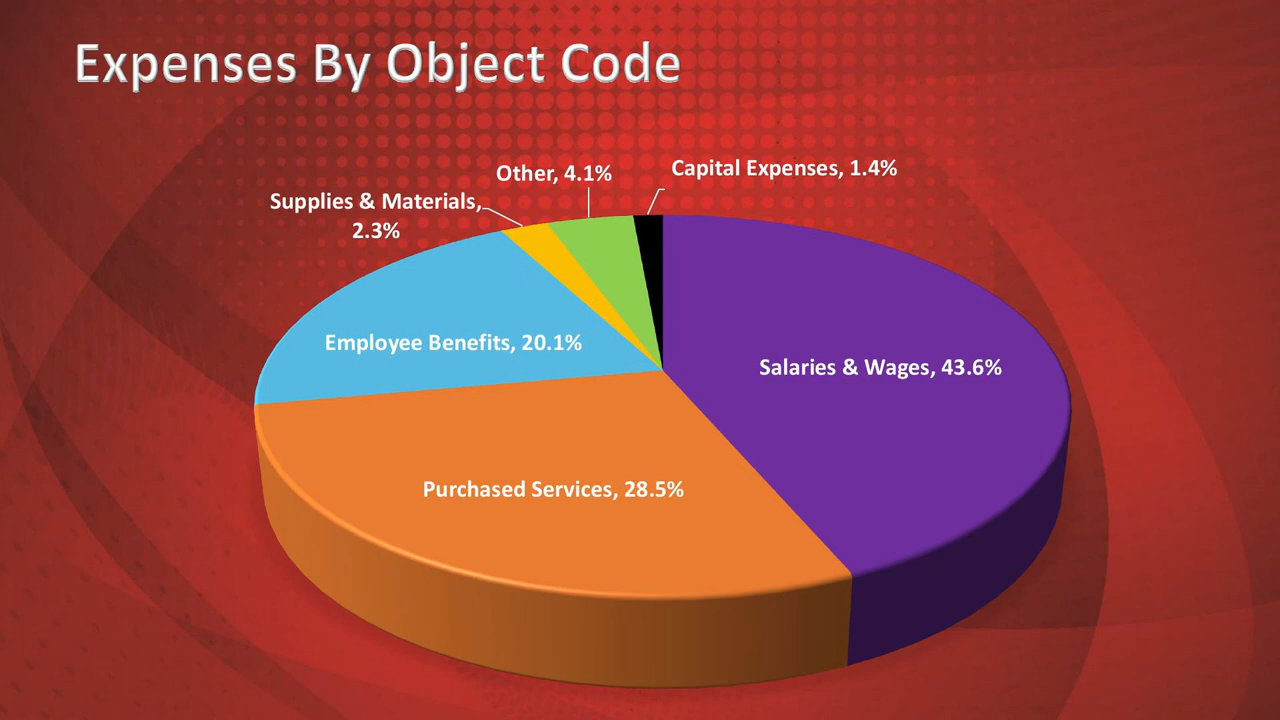 Expenses By Object Code
Other, 4.1%
Capital Expenses, 1.4%
Supplies & Materials,
2.3%
Employee Benefits, 20.1%
Salaries & Wages, 43.6%
Purchased Services, 28.5%